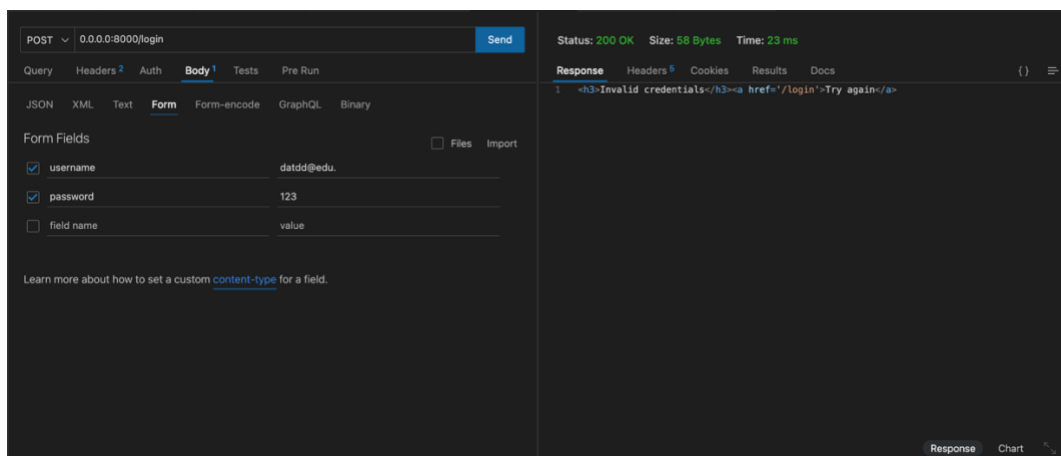 POST 0.0.0.0:8000/login Send
Query Headers 2 Auth Body 1 Tests Pre Run
JSON XML Text Form Form-encode GraphQL Binary
Form Fields Files Import
username datdd@edu.
password 123
field name value
Learn more about how to set a custom content-type for a field.
Status: 200 OK Size: 58 Bytes Time: 23 ms
Response Headers 5 Cookies Results Docs {}
1 <h3>Invalid credentials</h3><a href='/login'>Try again</a>
Response Chart